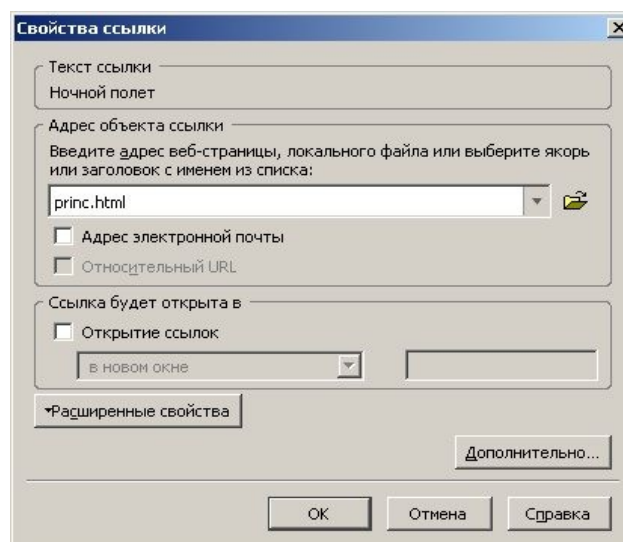 Свойства ссылки
Текст ссылки
Ночной полет
Адрес объекта ссылки
Введите адрес веб-страницы, локального файла или выберите якорь
или заголовок с именем из списка:
princ.html
Адрес электронной почты
Относительный URL
Ссылка будет открыта в
Открытие ссылок
в новом окне
Расширенные свойства
Дополнительно...
ОК
Отмена
Справка